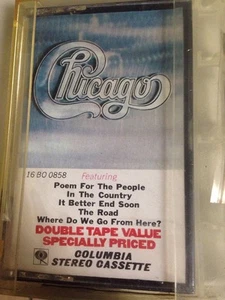 Chicago
16 BO 0858
Featuring
Poem For The People
In The Country
It Better End Soon
The Road
Where Do We Go From Here?
DOUBLE TAPE VALUE
SPECIALLY PRICED
COLUMBIA
STEREO CASSETTE